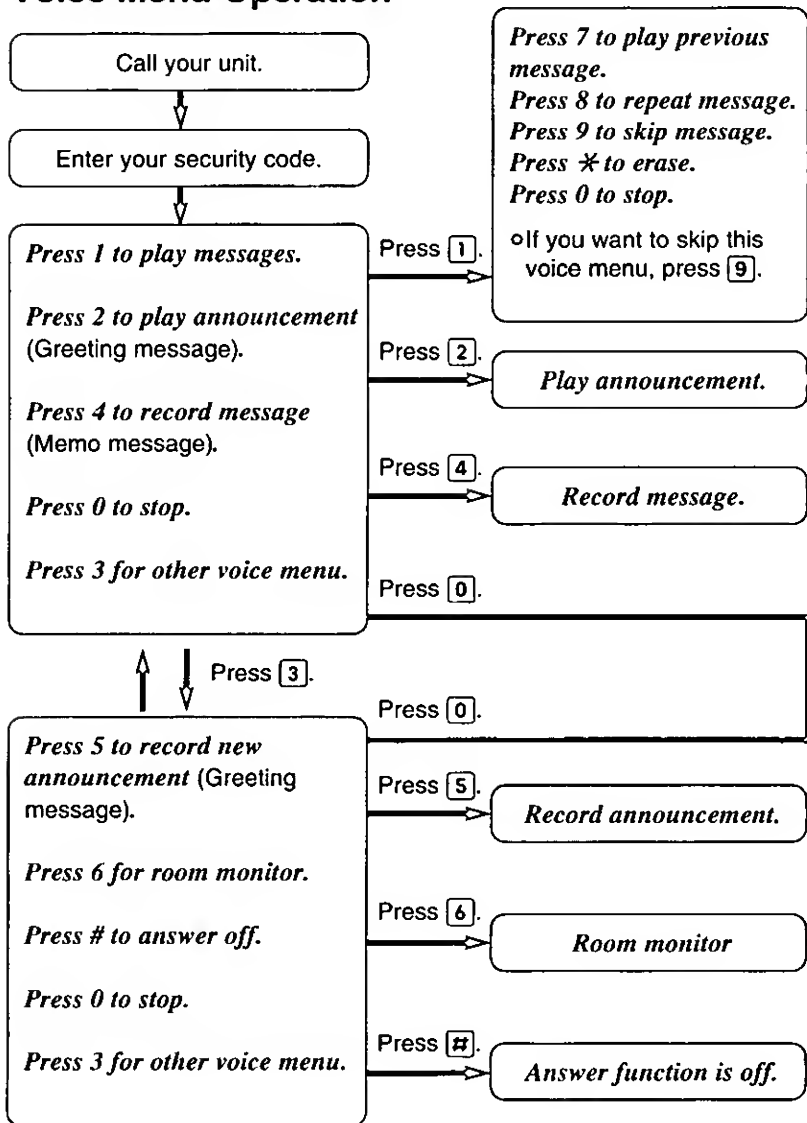 Voice Menu Operation
Call your unit.
Enter your security code.
Press 1 to play messages.
Press 2 to play announcement
(Greeting message).
Press 4 to record message
(Memo message).
Press 0 to stop.
Press 3 for other voice menu.
Press 1.
Press 7 to play previous
message.
Press 8 to repeat message.
Press 9 to skip message.
Press * to erase.
Press 0 to stop.
○If you want to skip this
voice menu, press 9.
Press 2.
Play announcement.
Press 4.
Record message.
Press 0.
Press 3.
Press 5 to record new
announcement (Greeting
message).
Press 6 for room monitor.
Press # to answer off.
Press 0 to stop.
Press 3 for other voice menu.
Press 0.
Press 5.
Record announcement.
Press 6.
Room monitor
Press #.
Answer function is off.